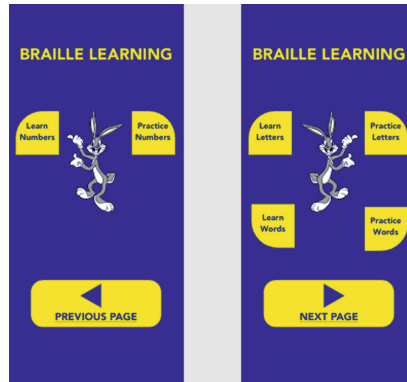 BRAILLE LEARNING
Learn
Numbers
Practice
Numbers
PREVIOUS PAGE
BRAILLE LEARNING
Learn
Letters
Practice
Letters
Learn
Words
Practice
Words
NEXT PAGE